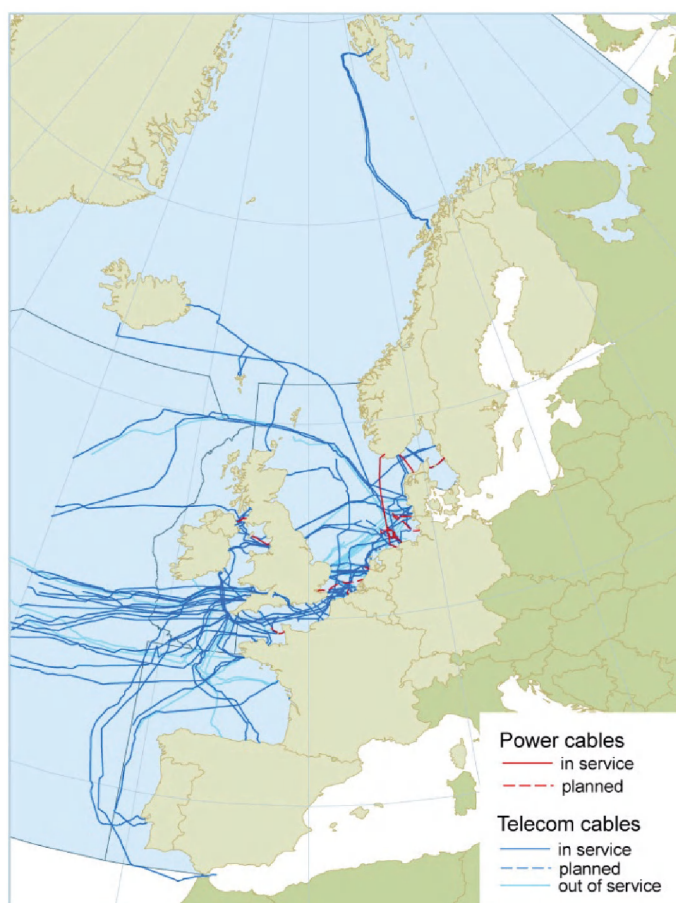 Power cables
in service
planned
Telecom cables
in service
planned
out of service